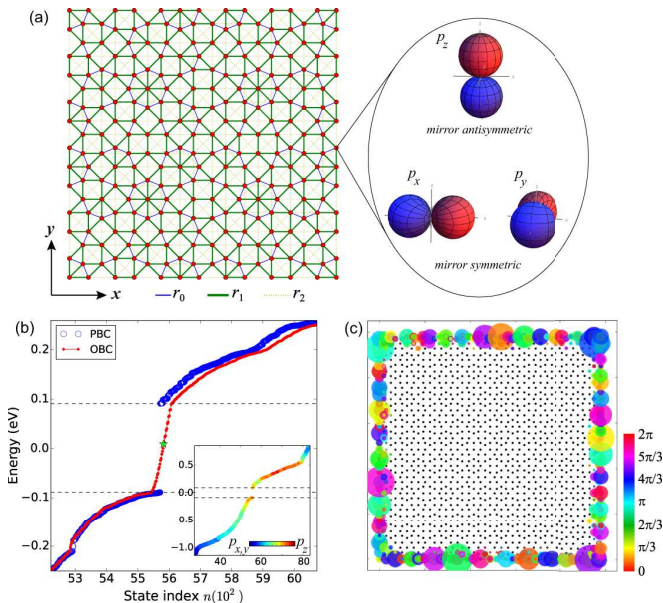 (a)
p_z
mirror antisymmetric
p_x
p_y
mirror symmetric
y
x
r_0
r_1
r_2
(b)
PBC
OBC
Energy (eV)
0.2
0.1
0.0
−0.1
−0.2
53 54 55 56 57 58 59 60
State index n(10^2)
0.5
0.0
−0.5
−1.0
p_x,y
p_z
40 60 80
(c)
2π
5π/3
4π/3
π
2π/3
π/3
0